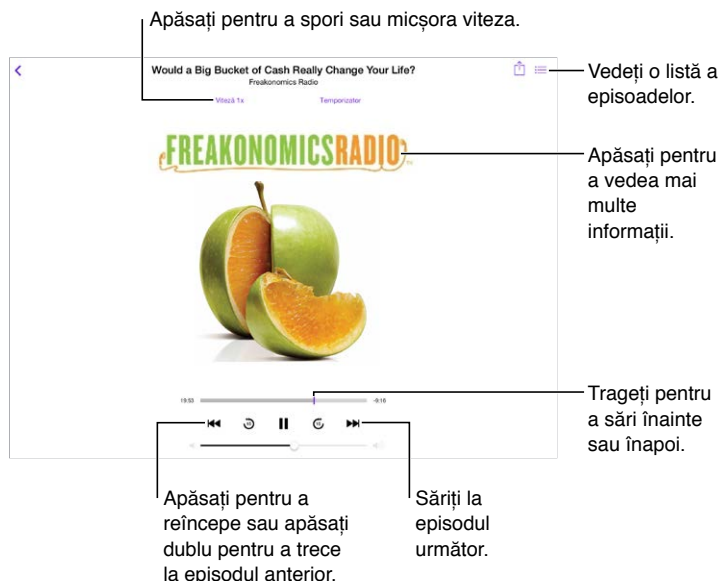 Apăsați pentru a spori sau micșora viteza.
Would a Big Bucket of Cash Really Change Your Life?
Freakonomics Radio
Viteză 1x
Temporizator
Vedeți o listă a
episoadelor.
FREAKONOMICSRADIO
Apăsați pentru
a vedea mai
multe
informații.
19:53
-9:16
Trageți pentru
a sări înainte
sau înapoi.
15
15
Apăsați pentru a
reîncepe sau apăsați
dublu pentru a trece
la episodul anterior.
Săriți la
episodul
următor.